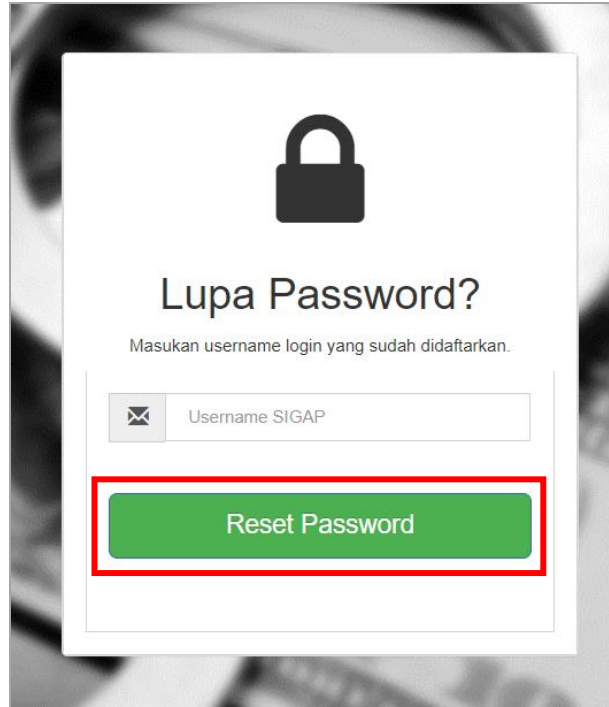 Lupa Password?
Masukan username login yang sudah didaftarkan.
Username SIGAP
Reset Password